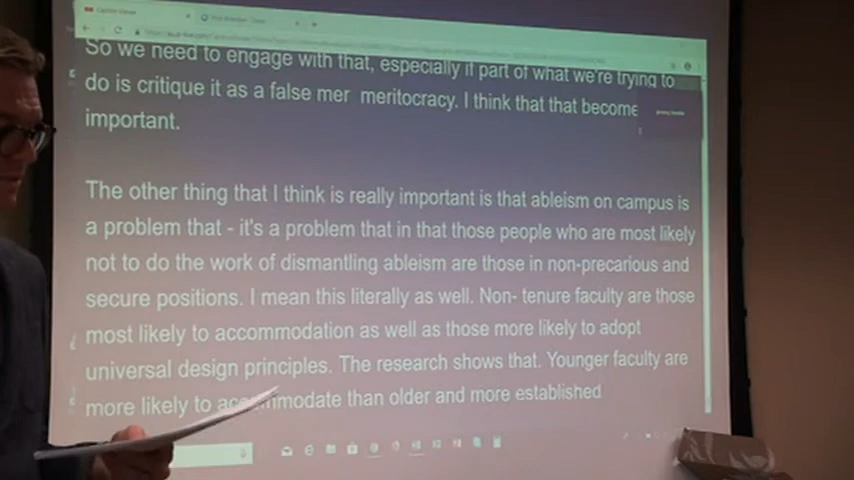 So we need to engage with that, especially if part of what we're trying to
do is critique it as a false mer meritocracy. I think that that become
important.
The other thing that I think is really important is that ableism on campus is
a problem that - it's a problem that in that those people who are most likely
not to do the work of dismantling ableism are those in non-precarious and
secure positions. I mean this literally as well. Non- tenure faculty are those
most likely to accommodation as well as those more likely to adopt
universal design principles. The research shows that. Younger faculty are
more likely to accommodate than older and more established